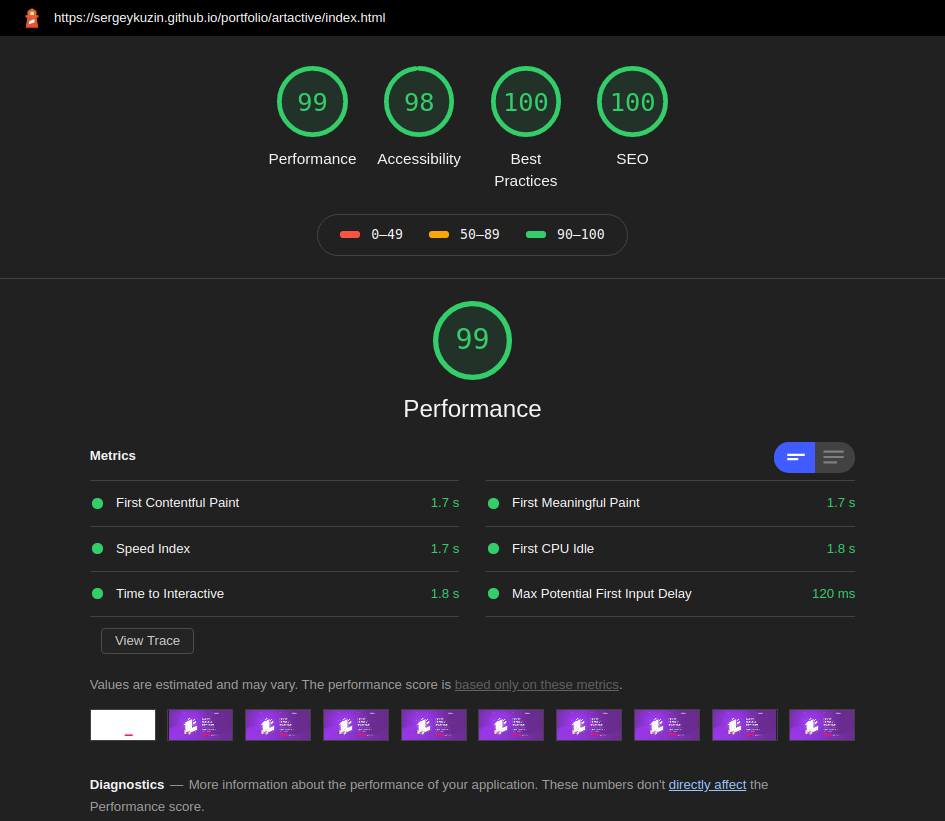 https://sergeykuzin.github.io/portfolio/artactive/index.html
99 98 100 100
Performance Accessibility Best Practices SEO
0–49 50–89 90–100
99
Performance
Metrics
First Contentful Paint 1.7 s First Meaningful Paint 1.7 s
Speed Index 1.7 s First CPU Idle 1.8 s
Time to Interactive 1.8 s Max Potential First Input Delay 120 ms
View Trace
Values are estimated and may vary. The performance score is based only on these metrics.
Diagnostics — More information about the performance of your application. These numbers don't directly affect the
Performance score.